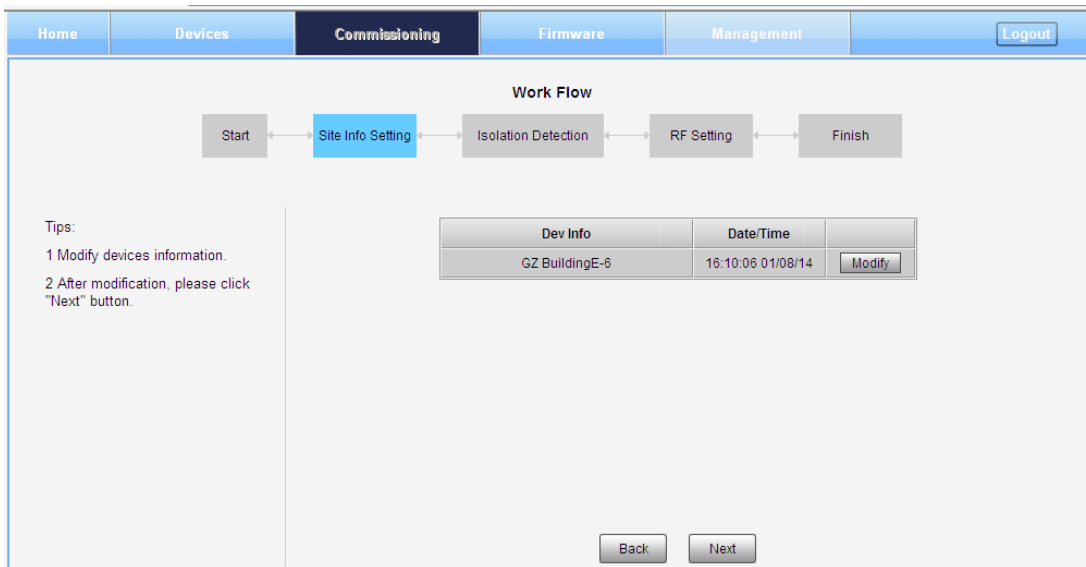 Home Devices Commissioning Firmware Management Logout
Work Flow
Start Site Info Setting Isolation Detection RF Setting Finish
Tips:
1 Modify devices information.
2 After modification, please click
"Next" button.
Dev Info Date/Time
GZ BuildingE-6 16:10:06 01/08/14 Modify
Back Next